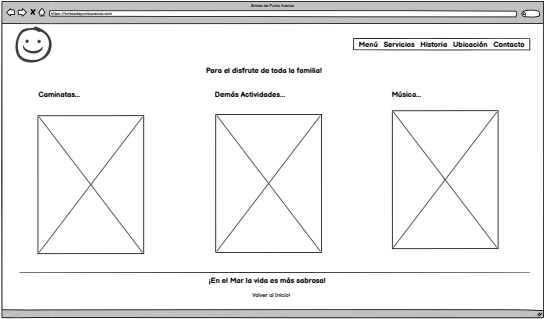 Brisas de Punta Arenas
https://brisasdepuntaarenas.com
Menú Servicios Historia Ubicación Contacto
Para el disfrute de toda la familia!
Caminatas... Demás Actividades... Música...
¡En el Mar la vida es más sabrosa!
Volver al Inicio!